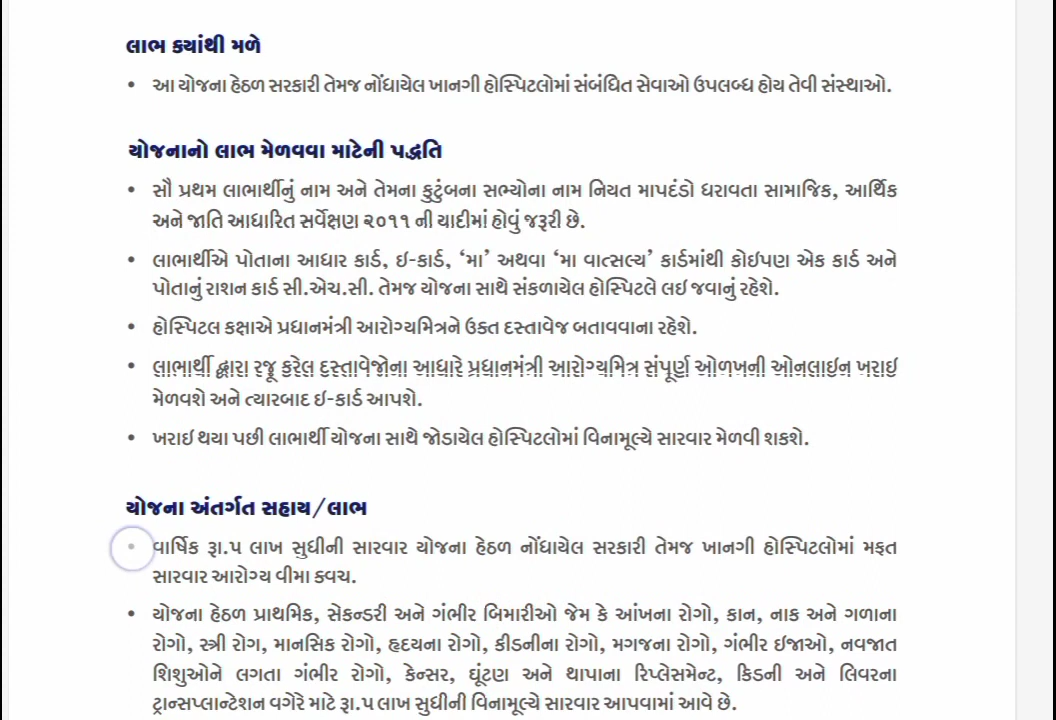 લાભ ક્યાંથી મળે
• આ યોજના હેઠળ સરકારી તેમજ નોંધાયેલ ખાનગી હોસ્પિટલોમાં સંબંધિત સેવાઓ ઉપલબ્ધ હોય તેવી સંસ્થાઓ.
યોજનાનો લાભ મેળવવા માટેની પદ્ધતિ
• સૌ પ્રથમ લાભાર્થીનું નામ અને તેમના કુટુંબના સભ્યોના નામ નિયત માપદંડો ધરાવતા સામાજિક, આર્થિક
અને જાતિ આધારિત સર્વેક્ષણ ૨૦૧૧ ની યાદીમાં હોવું જરૂરી છે.
• લાભાર્થીએ પોતાના આધાર કાર્ડ, ઈ-કાર્ડ, ‘મા’ અથવા ‘મા વાત્સલ્ય’ કાર્ડમાંથી કોઈપણ એક કાર્ડ અને
પોતાનું રાશન કાર્ડ સી.એચ.સી. તેમજ યોજના સાથે સંકળાયેલ હોસ્પિટલે લઈ જવાનું રહેશે.
• હોસ્પિટલ કક્ષાએ પ્રધાનમંત્રી આરોગ્યમિત્રને ઉક્ત દસ્તાવેજ બતાવવાના રહેશે.
• લાભાર્થી દ્વારા રજૂ કરેલ દસ્તાવેજોના આધારે પ્રધાનમંત્રી આરોગ્યમિત્ર સંપૂર્ણ ઓળખની ઓનલાઈન ખરાઈ
મેળવશે અને ત્યારબાદ ઈ-કાર્ડ આપશે.
• ખરાઈ થયા પછી લાભાર્થી યોજના સાથે જોડાયેલ હોસ્પિટલોમાં વિનામૂલ્યે સારવાર મેળવી શકશે.
યોજના અંતર્ગત સહાય/લાભ
• વાર્ષિક રૂા.૫ લાખ સુધીની સારવાર યોજના હેઠળ નોંધાયેલ સરકારી તેમજ ખાનગી હોસ્પિટલોમાં મફત
સારવાર આરોગ્ય વીમા ક્વચ.
• યોજના હેઠળ પ્રાથમિક, સેકન્ડરી અને ગંભીર બિમારીઓ જેમ કે આંખના રોગો, કાન, નાક અને ગળાના
રોગો, સ્ત્રી રોગ, માનસિક રોગો, હૃદયના રોગો, કીડનીના રોગો, મગજના રોગો, ગંભીર ઈજાઓ, નવજાત
શિશુઓને લગતા ગંભીર રોગો, કેન્સર, ઘૂંટણ અને થાપાના રિપ્લેસમેન્ટ, કિડની અને લિવરના
ટ્રાન્સપ્લાન્ટેશન વગેરે માટે રૂા.૫ લાખ સુધીની વિનામૂલ્યે સારવાર આપવામાં આવે છે.